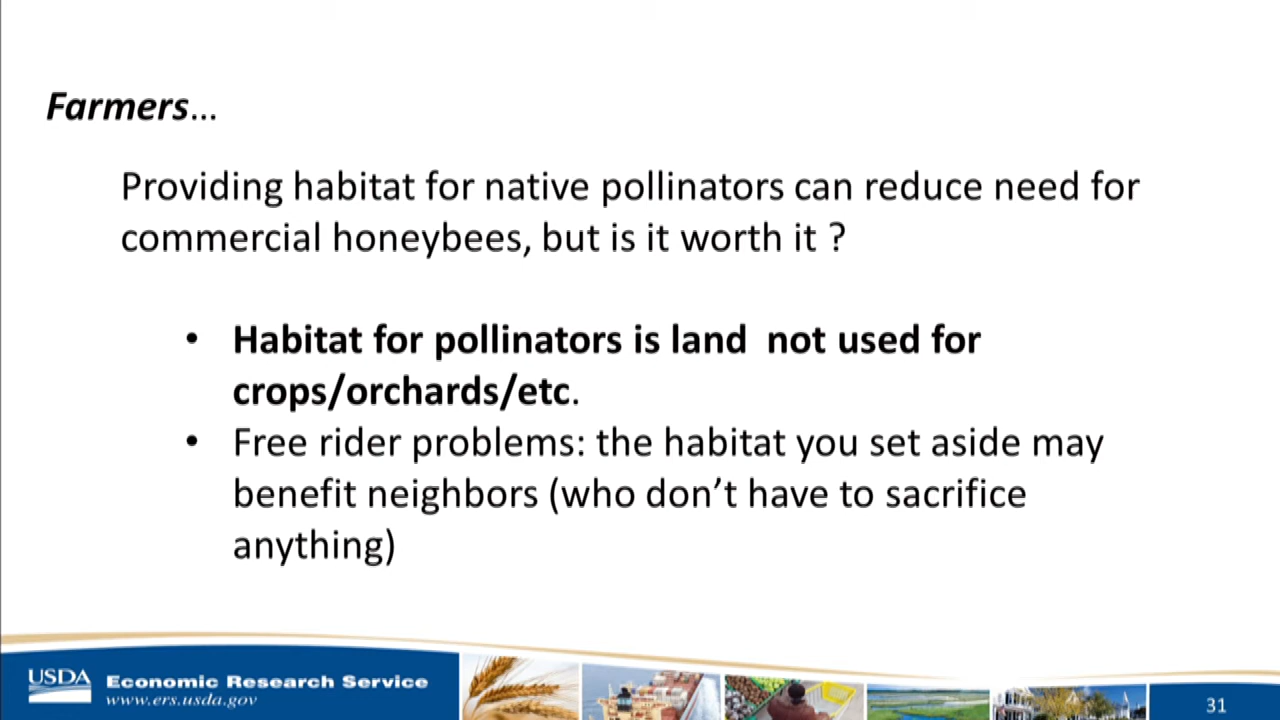 Farmers...
Providing habitat for native pollinators can reduce need for
commercial honeybees, but is it worth it ?
• Habitat for pollinators is land not used for
crops/orchards/etc.
• Free rider problems: the habitat you set aside may
benefit neighbors (who don’t have to sacrifice
anything)
USDA Economic Research Service
www.ers.usda.gov
31